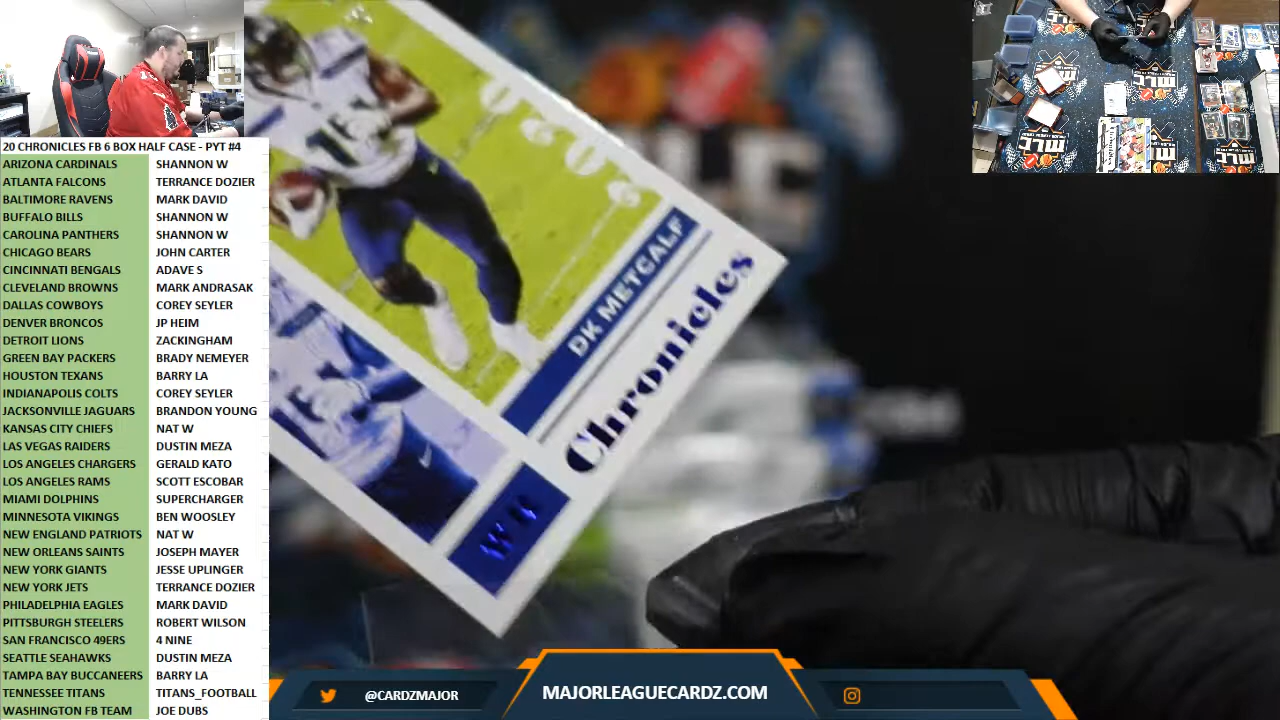 20 CHRONICLES FB 6 BOX HALF CASE - PYT #4
ARIZONA CARDINALS SHANNON W
ATLANTA FALCONS TERRANCE DOZIER
BALTIMORE RAVENS MARK DAVID
BUFFALO BILLS SHANNON W
CAROLINA PANTHERS SHANNON W
CHICAGO BEARS JOHN CARTER
CINCINNATI BENGALS ADAVE S
CLEVELAND BROWNS MARK ANDRASAK
DALLAS COWBOYS COREY SEYLER
DENVER BRONCOS JP HEIM
DETROIT LIONS ZACKINGHAM
GREEN BAY PACKERS BRADY NEMEYER
HOUSTON TEXANS BARRY LA
INDIANAPOLIS COLTS COREY SEYLER
JACKSONVILLE JAGUARS BRANDON YOUNG
KANSAS CITY CHIEFS NAT W
LAS VEGAS RAIDERS DUSTIN MEZA
LOS ANGELES CHARGERS GERALD KATO
LOS ANGELES RAMS SCOTT ESCOBAR
MIAMI DOLPHINS SUPERCHARGER
MINNESOTA VIKINGS BEN WOOSLEY
NEW ENGLAND PATRIOTS NAT W
NEW ORLEANS SAINTS JOSEPH MAYER
NEW YORK GIANTS JESSE UPLINGER
NEW YORK JETS TERRANCE DOZIER
PHILADELPHIA EAGLES MARK DAVID
PITTSBURGH STEELERS ROBERT WILSON
SAN FRANCISCO 49ERS 4 NINE
SEATTLE SEAHAWKS DUSTIN MEZA
TAMPA BAY BUCCANEERS BARRY LA
TENNESSEE TITANS TITANS_FOOTBALL
WASHINGTON FB TEAM JOE DUBS
DK METCALF
Chronicles
WR
@CARDZMAJOR
MAJORLEAGUECARDZ.COM